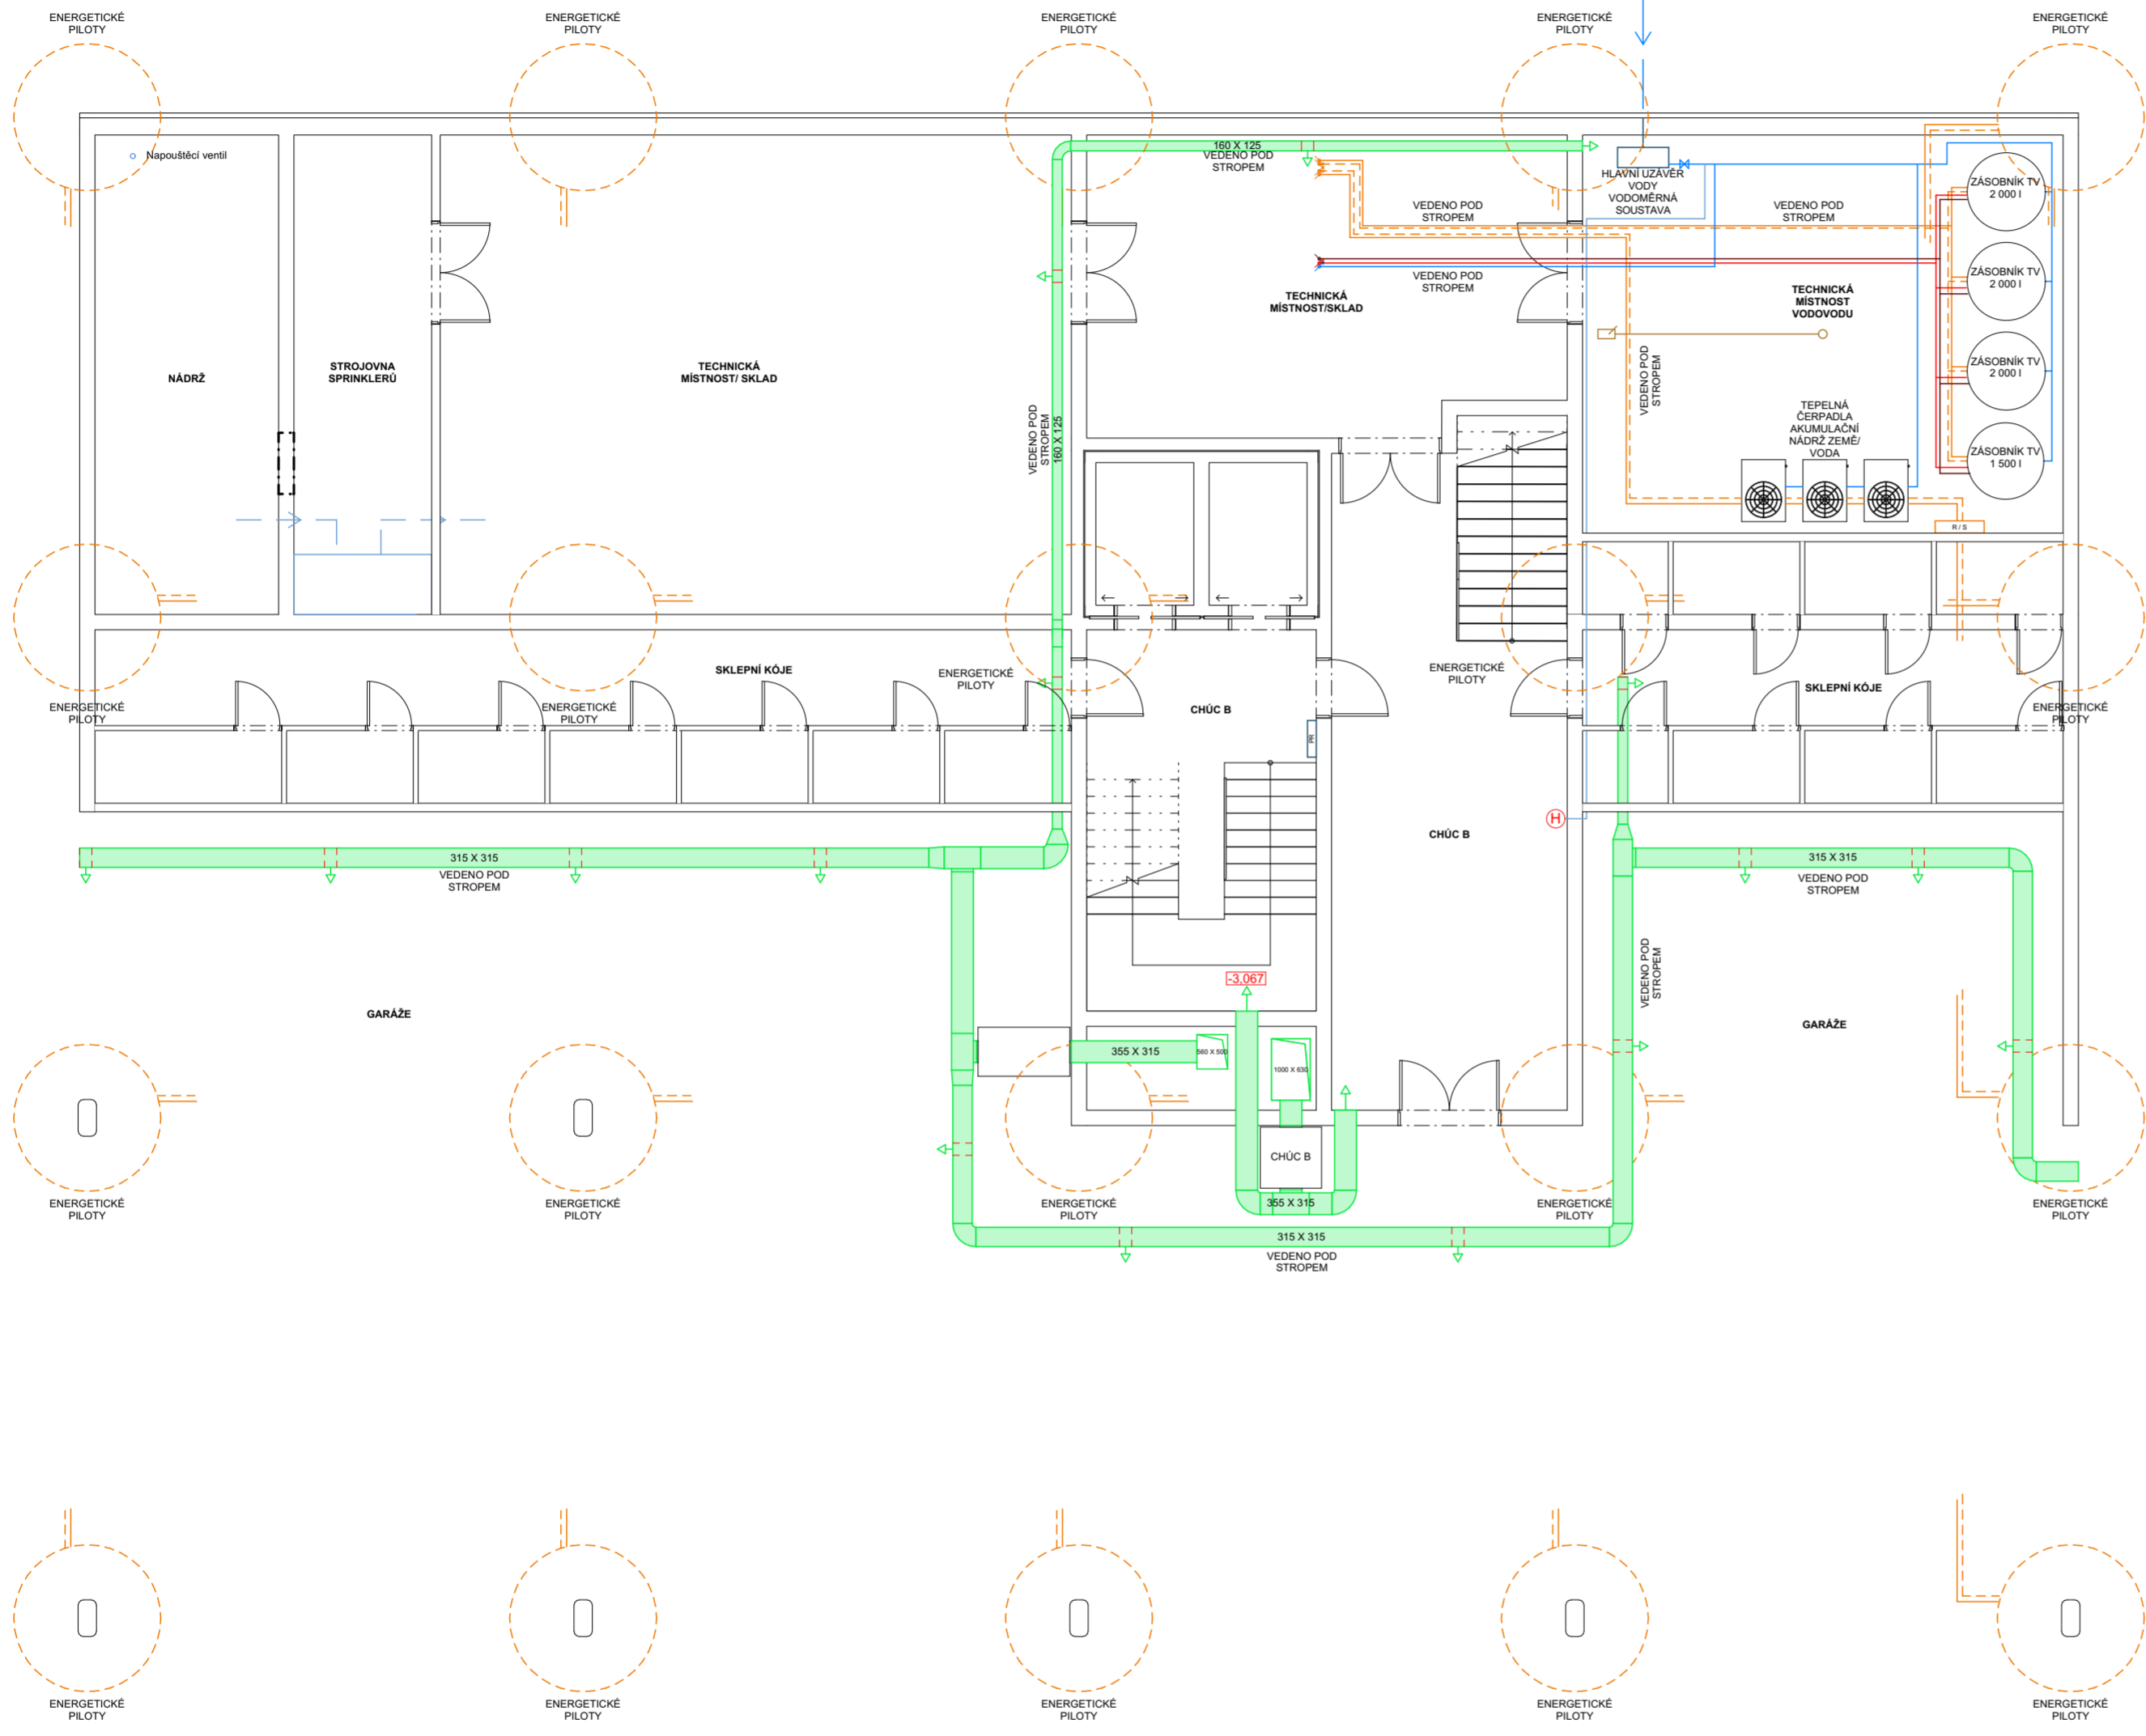 ENERGETICKÉ
PILOTY
ENERGETICKÉ
PILOTY
ENERGETICKÉ
PILOTY
ENERGETICKÉ
PILOTY
ENERGETICKÉ
PILOTY
Napouštěcí ventil
160 X 125
VEDENO POD
STROPEM
HLAVNÍ UZÁVĚR
VODY
VODOMĚRNÁ
SOUSTAVA
VEDENO POD
STROPEM
VEDENO POD
STROPEM
ZÁSOBNÍK TV
2 000 l
VEDENO POD
STROPEM
ZÁSOBNÍK TV
2 000 l
TECHNICKÁ
MÍSTNOST/SKLAD
TECHNICKÁ
MÍSTNOST
VODOVODU
NÁDRŽ
STROJOVNA
SPRINKLERŮ
TECHNICKÁ
MÍSTNOST/ SKLAD
VEDENO POD
STROPEM
ZÁSOBNÍK TV
2 000 l
VEDENO POD
STROPEM
160 X 125
TEPELNÁ
ČERPADLA
AKUMULAČNÍ
NÁDRŽ ZEMĚ/
VODA
ZÁSOBNÍK TV
1 500 l
R / S
SKLEPNÍ KÓJE
ENERGETICKÉ
PILOTY
ENERGETICKÉ
PILOTY
SKLEPNÍ KÓJE
ENERGETICKÉ
PILOTY
ENERGETICKÉ
PILOTY
CHÚC B
PR
ENERGETICKÉ
PILOTY
H
CHÚC B
315 X 315
VEDENO POD
STROPEM
315 X 315
VEDENO POD
STROPEM
VEDENO POD
STROPEM
-3,067
GARÁŽE
GARÁŽE
355 X 315
560 X 500
1000 X 630
CHÚC B
355 X 315
ENERGETICKÉ
PILOTY
ENERGETICKÉ
PILOTY
ENERGETICKÉ
PILOTY
ENERGETICKÉ
PILOTY
ENERGETICKÉ
PILOTY
315 X 315
VEDENO POD
STROPEM
ENERGETICKÉ
PILOTY
ENERGETICKÉ
PILOTY
ENERGETICKÉ
PILOTY
ENERGETICKÉ
PILOTY
ENERGETICKÉ
PILOTY